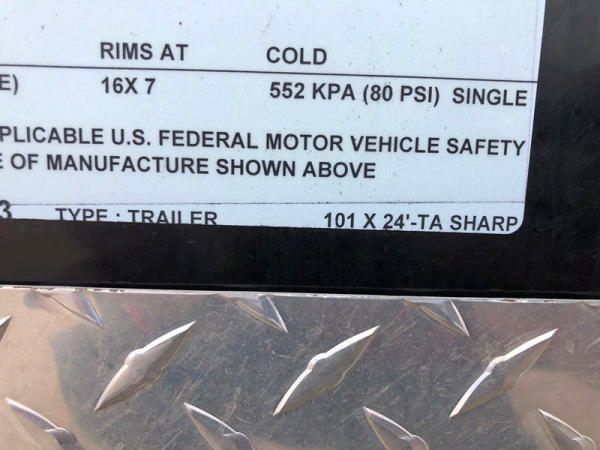 RIMS AT COLD
E) 16X 7 552 KPA (80 PSI) SINGLE
PLICABLE U.S. FEDERAL MOTOR VEHICLE SAFETY
E OF MANUFACTURE SHOWN ABOVE
3 TYPE : TRAILER 101 X 24'-TA SHARP